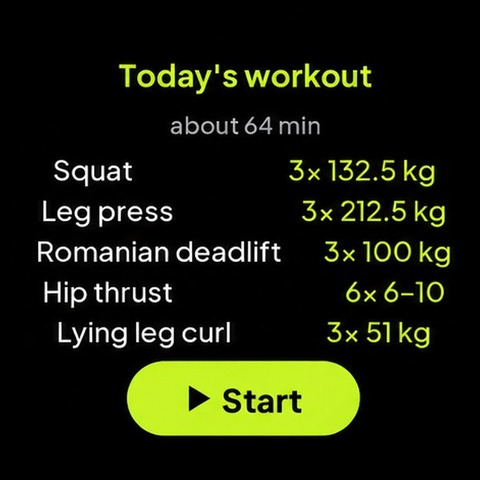 Today's workout
about 64 min
Squat 3× 132.5 kg
Leg press 3× 212.5 kg
Romanian deadlift 3× 100 kg
Hip thrust 6× 6–10
Lying leg curl 3× 51 kg
▶ Start